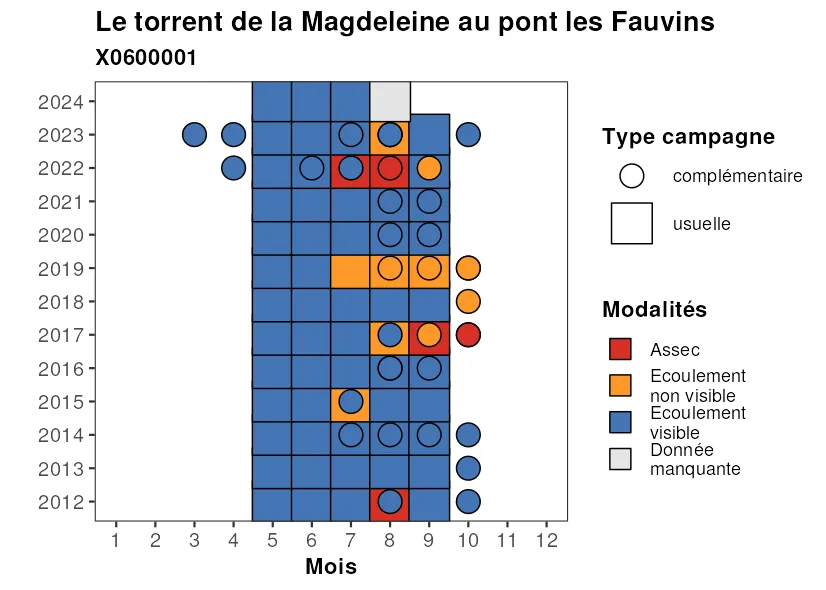 Le torrent de la Magdeleine au pont les Fauvins
X0600001
2024
2023
2022
2021
2020
2019
2018
2017
2016
2015
2014
2013
2012
1 2 3 4 5 6 7 8 9 10 11 12
Mois
Type campagne
complémentaire
usuelle
Modalités
Assec
Ecoulement
non visible
Ecoulement
visible
Donnée
manquante